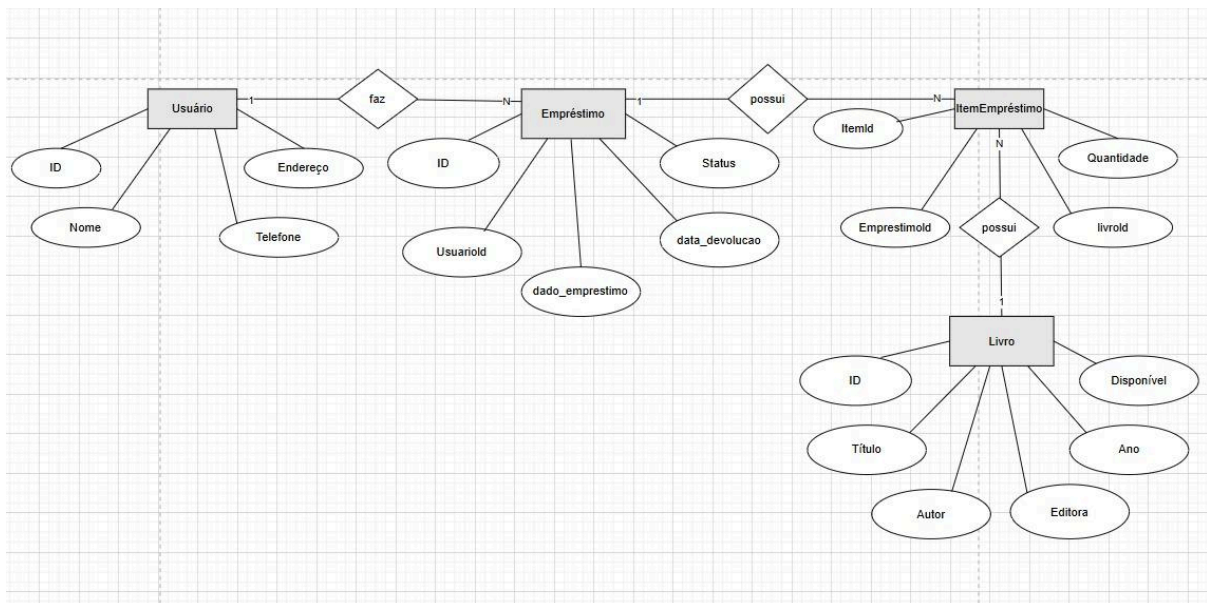 Usuário
1
faz
N
Empréstimo
1
possui
N
ItemEmpréstimo
ID
Nome
Telefone
Endereço
ID
UsuarioId
dado_emprestimo
data_devolucao
Status
ItemId
EmprestimoId
N
possui
1
livroId
Quantidade
Livro
ID
Título
Autor
Editora
Ano
Disponível